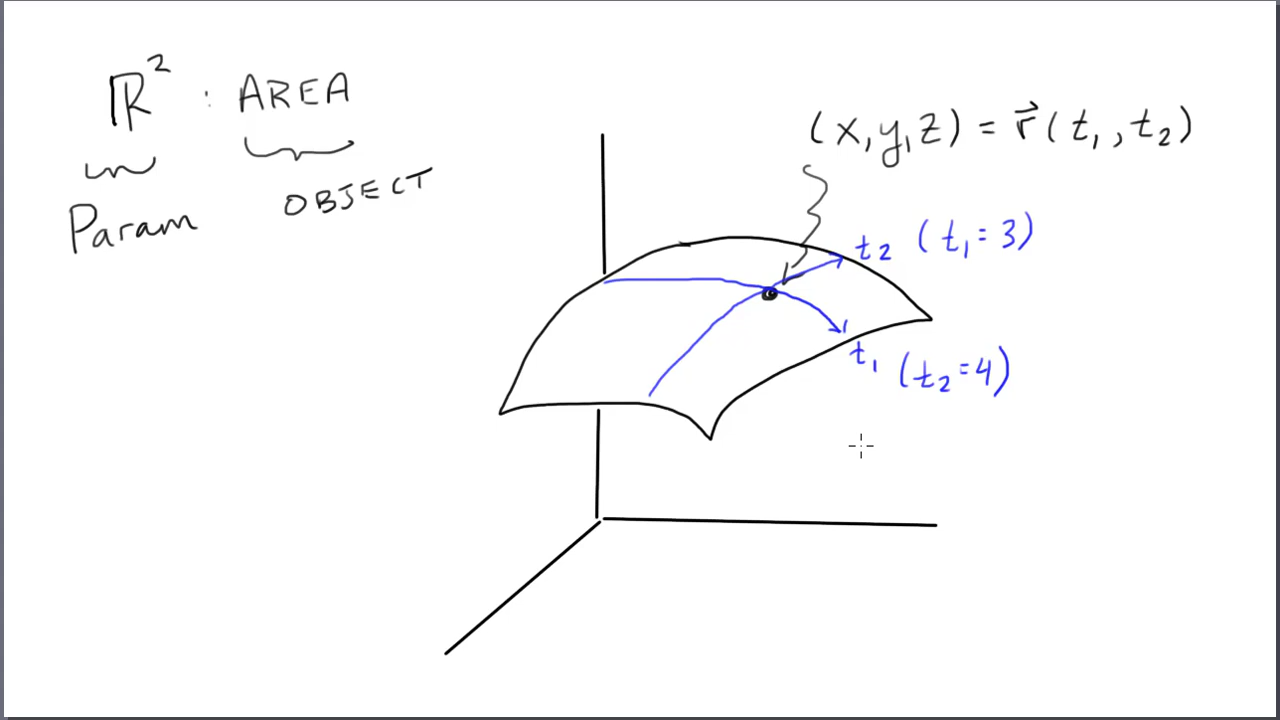 ℝ² : AREA
Param
OBJECT
(x,y,z) = r⃗(t₁,t₂)
t₂ (t₁=3)
t₁ (t₂=4)